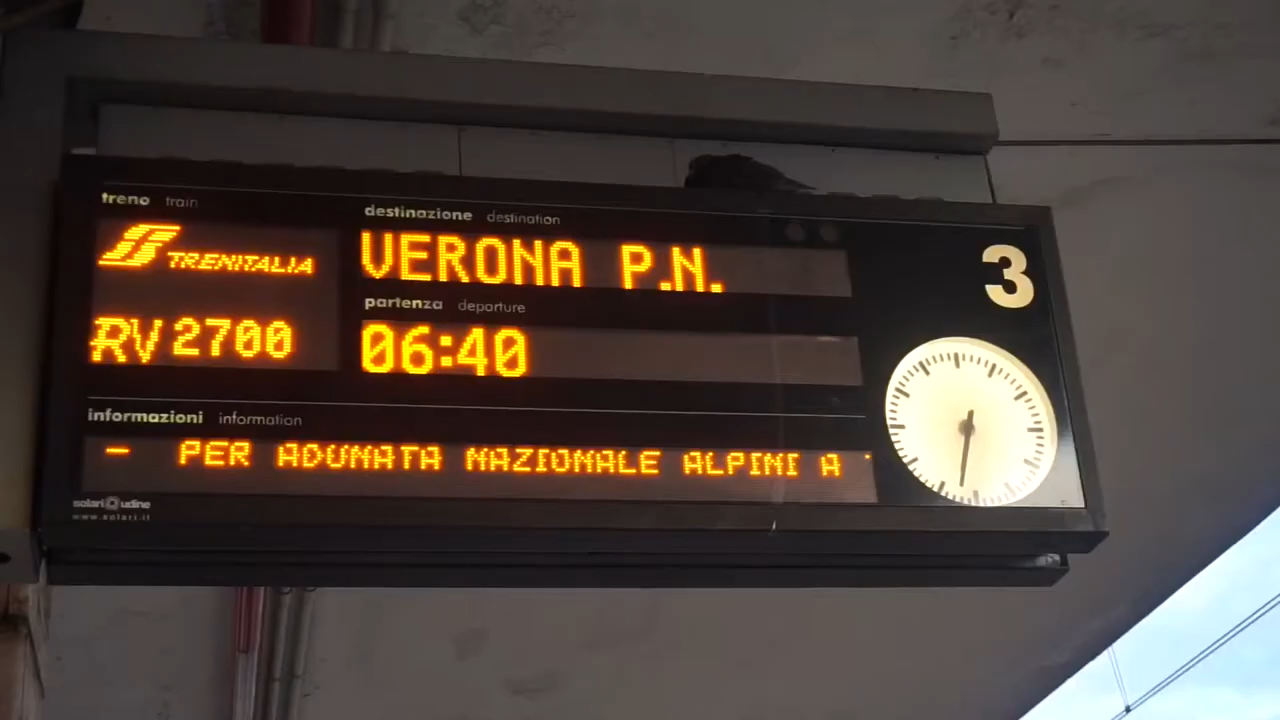 treno train
TRENITALIA
RV 2700
destinazione destination
VERONA P.N.
partenza departure
06:40
3
informazioni information
- PER ADUNATA NAZIONALE ALPINI A
solari udine
www.solari.it